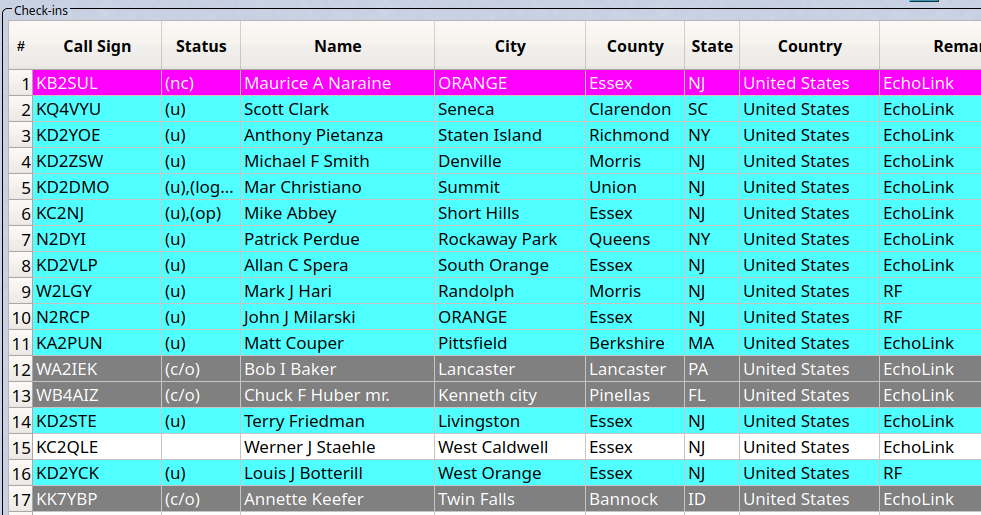 Check-ins
# Call Sign Status Name City County State Country Remar
1 KB2SUL (nc) Maurice A Naraine ORANGE Essex NJ United States EchoLink
2 KQ4VYU (u) Scott Clark Seneca Clarendon SC United States EchoLink
3 KD2YOE (u) Anthony Pietanza Staten Island Richmond NY United States EchoLink
4 KD2ZSW (u) Michael F Smith Denville Morris NJ United States EchoLink
5 KD2DMO (u),(log... Mar Christiano Summit Union NJ United States EchoLink
6 KC2NJ (u),(op) Mike Abbey Short Hills Essex NJ United States EchoLink
7 N2DYI (u) Patrick Perdue Rockaway Park Queens NY United States EchoLink
8 KD2VLP (u) Allan C Spera South Orange Essex NJ United States EchoLink
9 W2LGY (u) Mark J Hari Randolph Morris NJ United States RF
10 N2RCP (u) John J Milarski ORANGE Essex NJ United States RF
11 KA2PUN (u) Matt Couper Pittsfield Berkshire MA United States EchoLink
12 WA2IEK (c/o) Bob I Baker Lancaster Lancaster PA United States EchoLink
13 WB4AIZ (c/o) Chuck F Huber mr. Kenneth city Pinellas FL United States EchoLink
14 KD2STE (u) Terry Friedman Livingston Essex NJ United States EchoLink
15 KC2QLE Werner J Staehle West Caldwell Essex NJ United States EchoLink
16 KD2YCK (u) Louis J Botterill West Orange Essex NJ United States RF
17 KK7YBP (c/o) Annette Keefer Twin Falls Bannock ID United States EchoLink